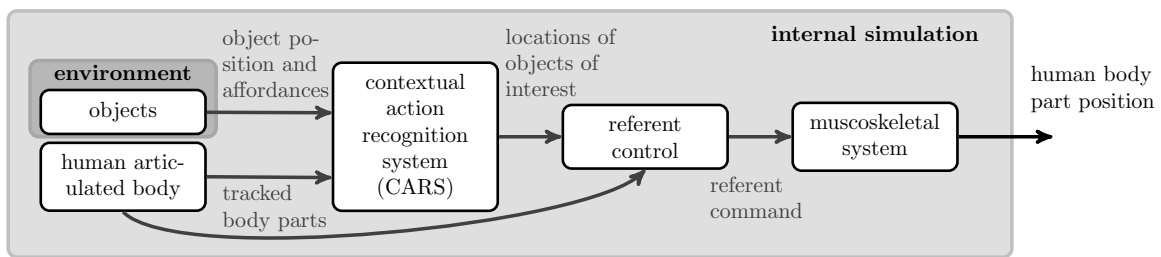 internal simulation
environment
objects
human artic-
ulated body
object po-
sition and
affordances
tracked
body parts
contextual
action
recognition
system
(CARS)
locations of
objects of
interest
referent
control
referent
command
muscoskeletal
system
human body
part position